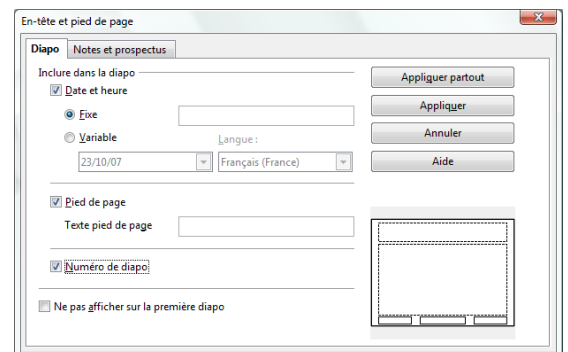 En-tête et pied de page
Diapo Notes et prospectus
Inclure dans la diapo
Date et heure
Fixe
Variable
Langue :
23/10/07
Français (France)
Pied de page
Texte pied de page
Numéro de diapo
Ne pas afficher sur la première diapo
Appliquer partout
Appliquer
Annuler
Aide